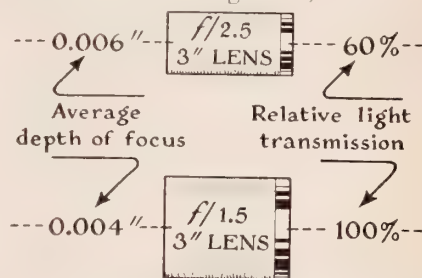 ---0.006"--- f/2.5 3" LENS ---60%---
Average depth of focus
Relative light transmission
---0.004"--- f/1.5 3" LENS ---100%--